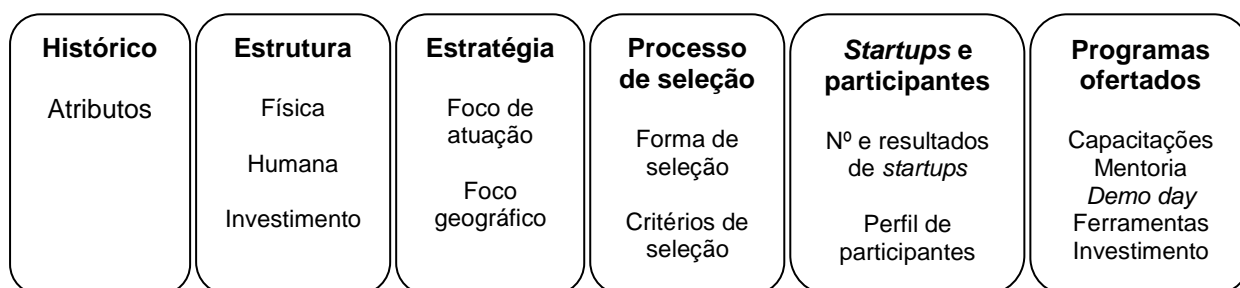 Histórico
Atributos
Estrutura
Física
Humana
Investimento
Estratégia
Foco de
atuação
Foco
geográfico
Processo
de seleção
Forma de
seleção
Critérios de
seleção
Startups e
participantes
Nº e resultados
de startups
Perfil de
participantes
Programas
ofertados
Capacitações
Mentoria
Demo day
Ferramentas
Investimento